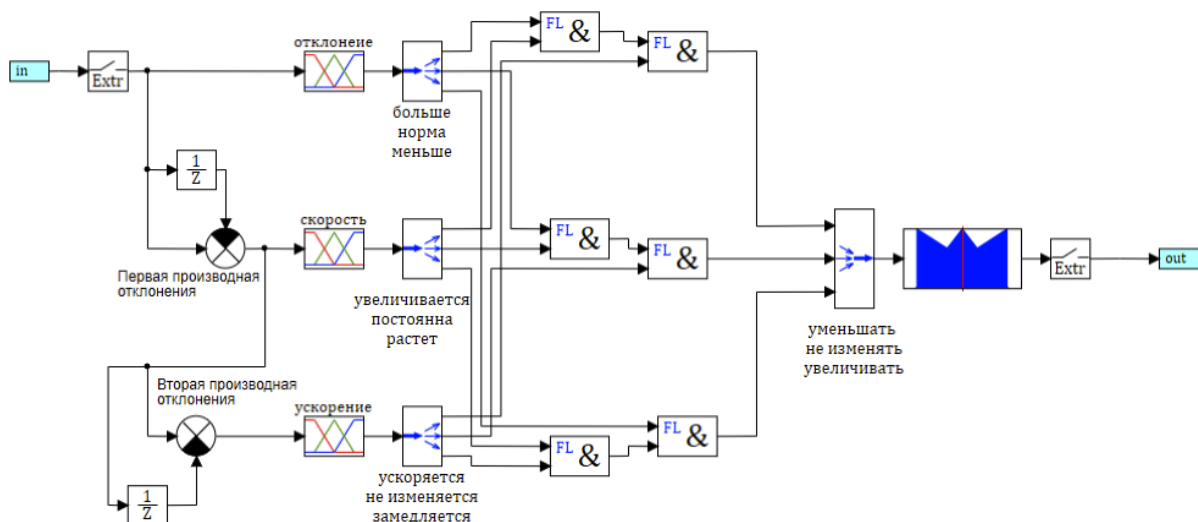 in
Extr
отклонеие
FL &
FL &
больше
норма
меньше
1
Z
скорость
FL &
FL &
Первая производная
отклонения
увеличивается
постоянна
растет
Extr
out
уменьшать
не изменять
увеличивать
Вторая производная
отклонения
ускорение
FL &
FL &
ускоряется
не изменяется
замедляется
1
Z